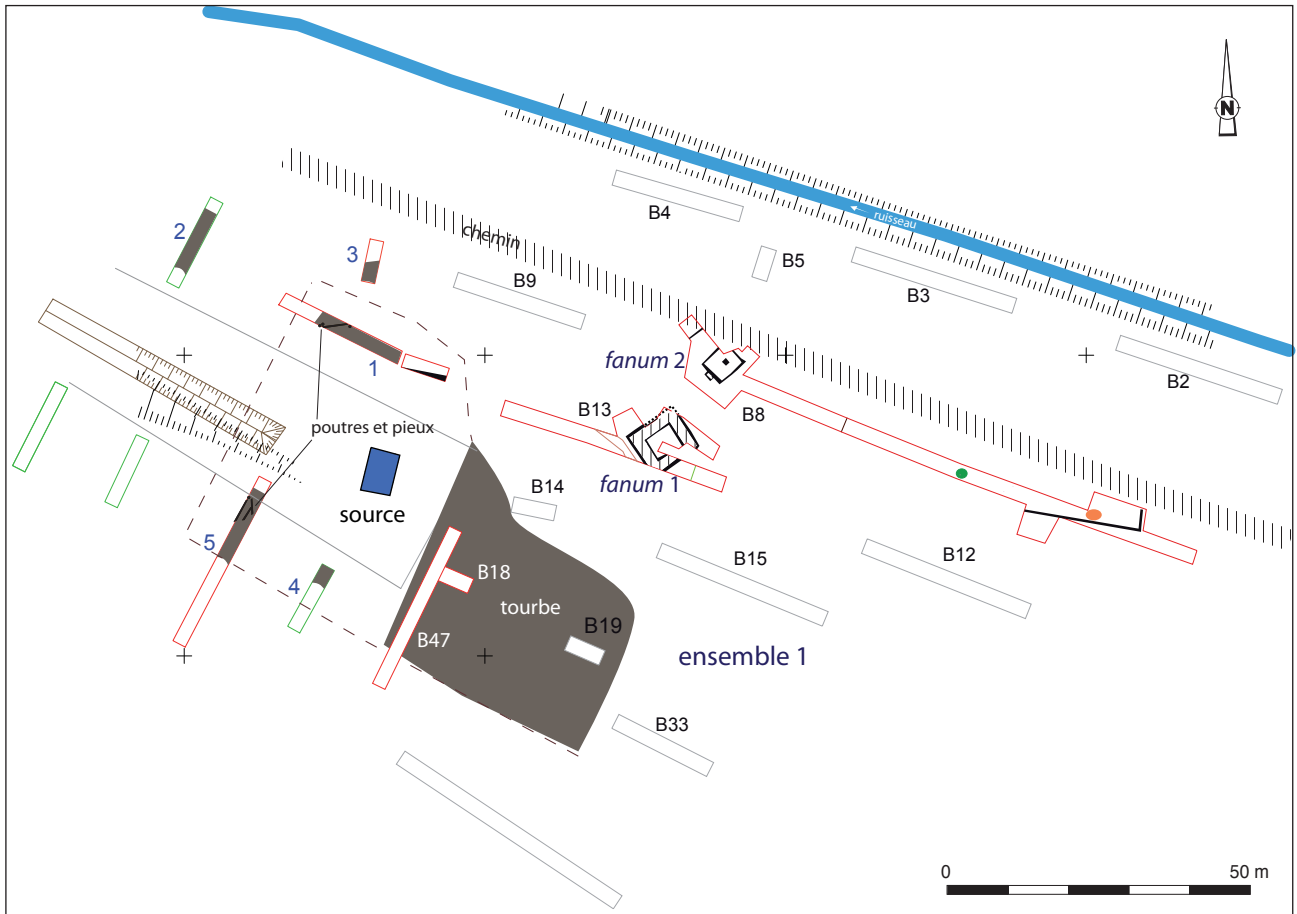 N
B4
ruisseau
2
chemin
3
B5
B9
B3
fanum 2
1
B2
B13
B8
poutres et pieux
fanum 1
B14
source
5
B15
B12
4
B18
tourbe
B19
B47
ensemble 1
B33
0
50 m